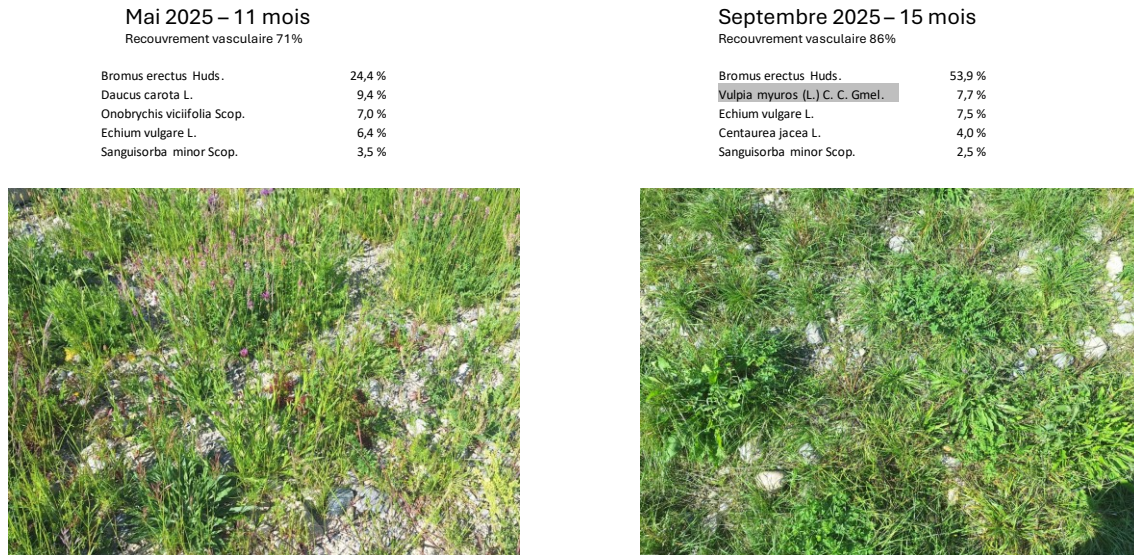 Mai 2025 – 11 mois
Recouvrement vasculaire 71%
Bromus erectus Huds. 24,4 %
Daucus carota L. 9,4 %
Onobrychis viciifolia Scop. 7,0 %
Echium vulgare L. 6,4 %
Sanguisorba minor Scop. 3,5 %
Septembre 2025 – 15 mois
Recouvrement vasculaire 86%
Bromus erectus Huds. 53,9 %
Vulpia myuros (L.) C. C. Gmel. 7,7 %
Echium vulgare L. 7,5 %
Centaurea jacea L. 4,0 %
Sanguisorba minor Scop. 2,5 %